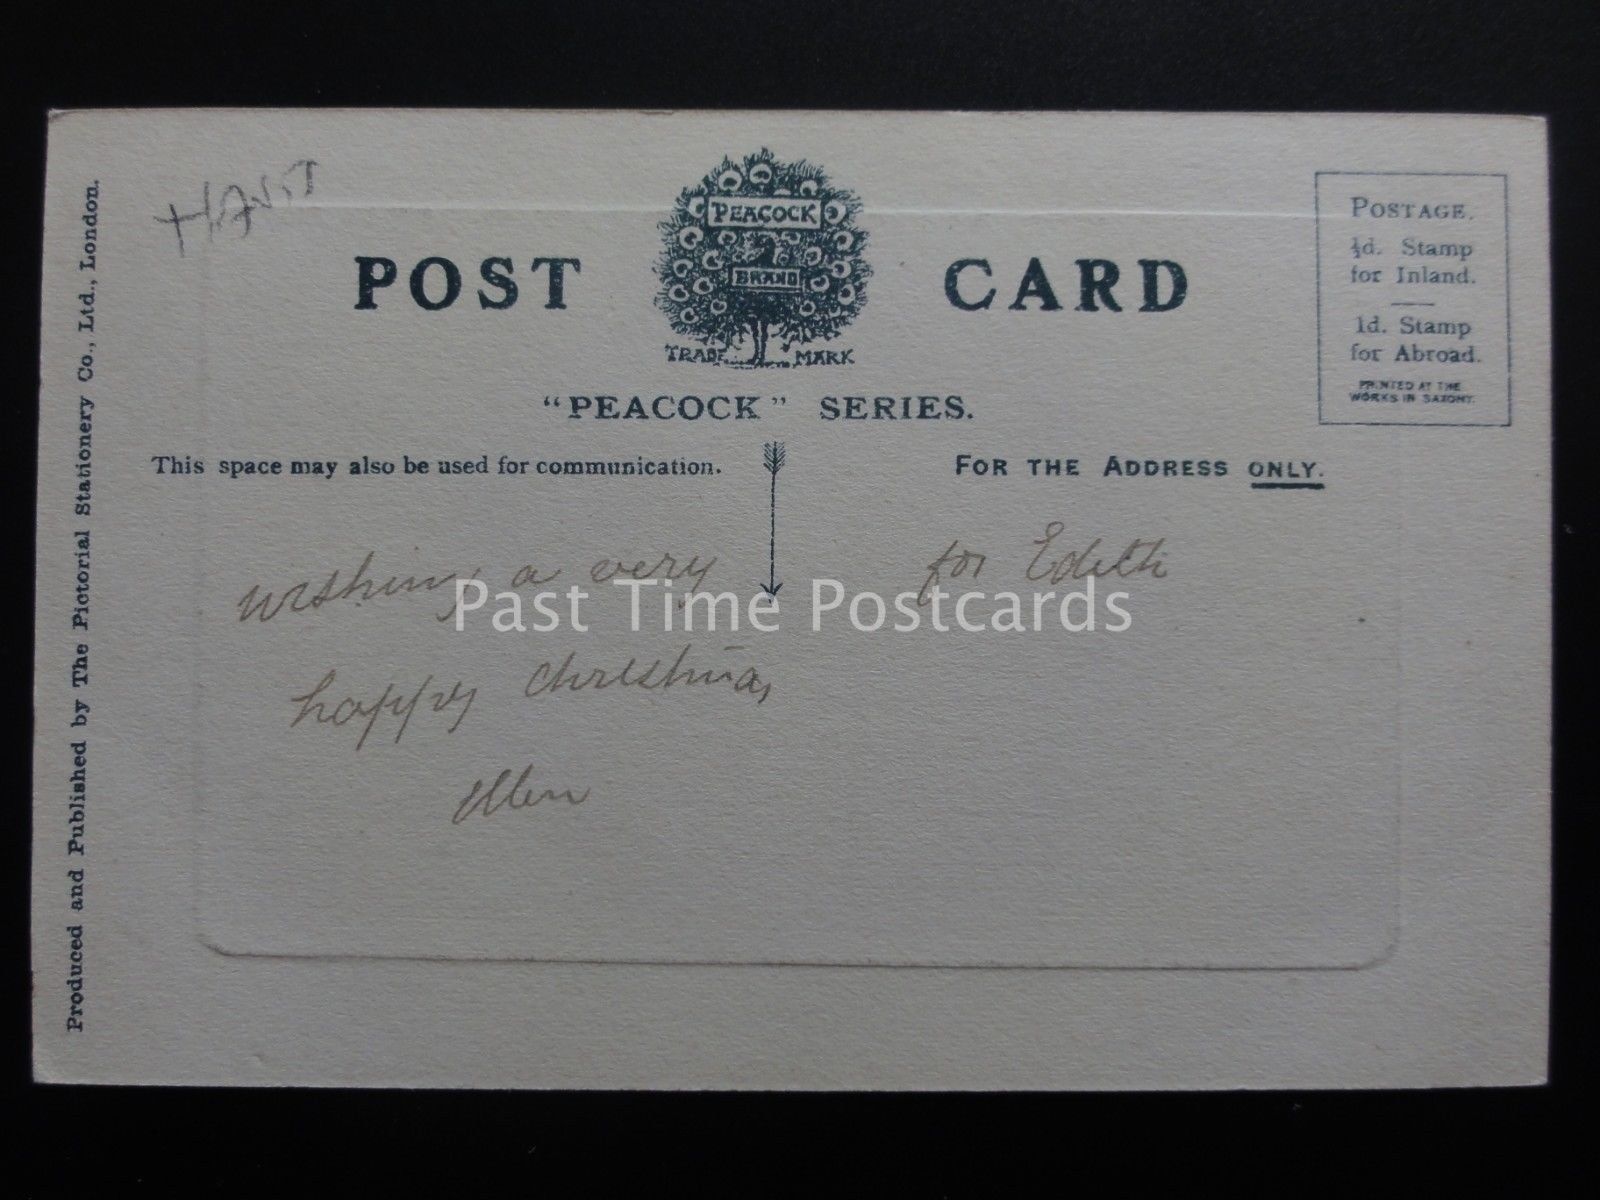 PEACOCK
BRAND
TRADE MARK
POST CARD
"PEACOCK" SERIES.
POSTAGE.
½d. Stamp
for Inland.
1d. Stamp
for Abroad.
PRINTED AT THE
WORKS IN SAXONY.
This space may also be used for communication.
FOR THE ADDRESS ONLY.
wishing a very
happy christmas
Ellen
for Edith
Produced and Published by The Pictorial Stationery Co., Ltd., London.
Past Time Postcards